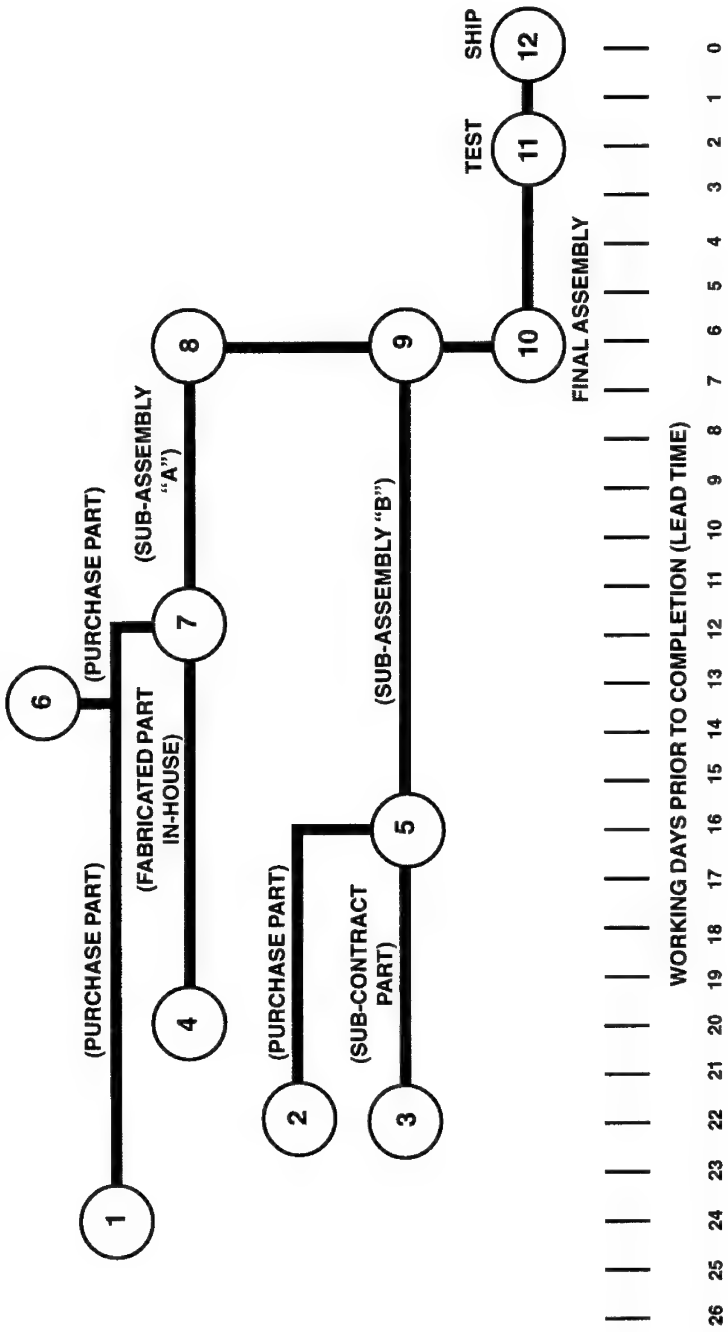 SHIP
12
TEST
11
8
9
10
FINAL ASSEMBLY
(SUB-ASSEMBLY
“A”)
(PURCHASE PART)
6
7
(FABRICATED PART
IN-HOUSE)
(SUB-ASSEMBLY “B”)
(PURCHASE PART)
5
(PURCHASE PART)
(SUB-CONTRACT
PART)
4
2
3
1
26 25 24 23 22 21 20 19 18 17 16 15 14 13 12 11 10 9 8 7 6 5 4 3 2 1 0
WORKING DAYS PRIOR TO COMPLETION (LEAD TIME)